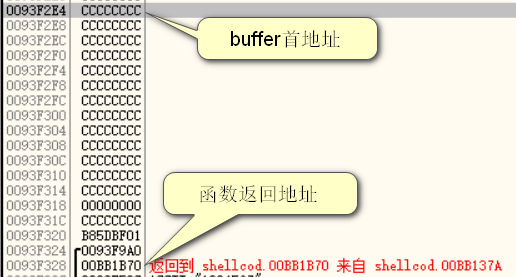 0093F2E4 CCCCCCCC
buffer首地址
0093F2E8 CCCCCCCC
0093F2EC CCCCCCCC
0093F2F0 CCCCCCCC
0093F2F4 CCCCCCCC
0093F2F8 CCCCCCCC
0093F2FC CCCCCCCC
0093F300 CCCCCCCC
0093F304 CCCCCCCC
0093F308 CCCCCCCC
0093F30C CCCCCCCC
0093F310 CCCCCCCC
0093F314 CCCCCCCC
函数返回地址
0093F318 00000000
0093F31C CCCCCCCC
0093F320 B85DBF01
0093F324 0093F9A0
0093F328 00BB1B70 返回到 shellcod.00BB1B70 来自 shellcod.00BB137A